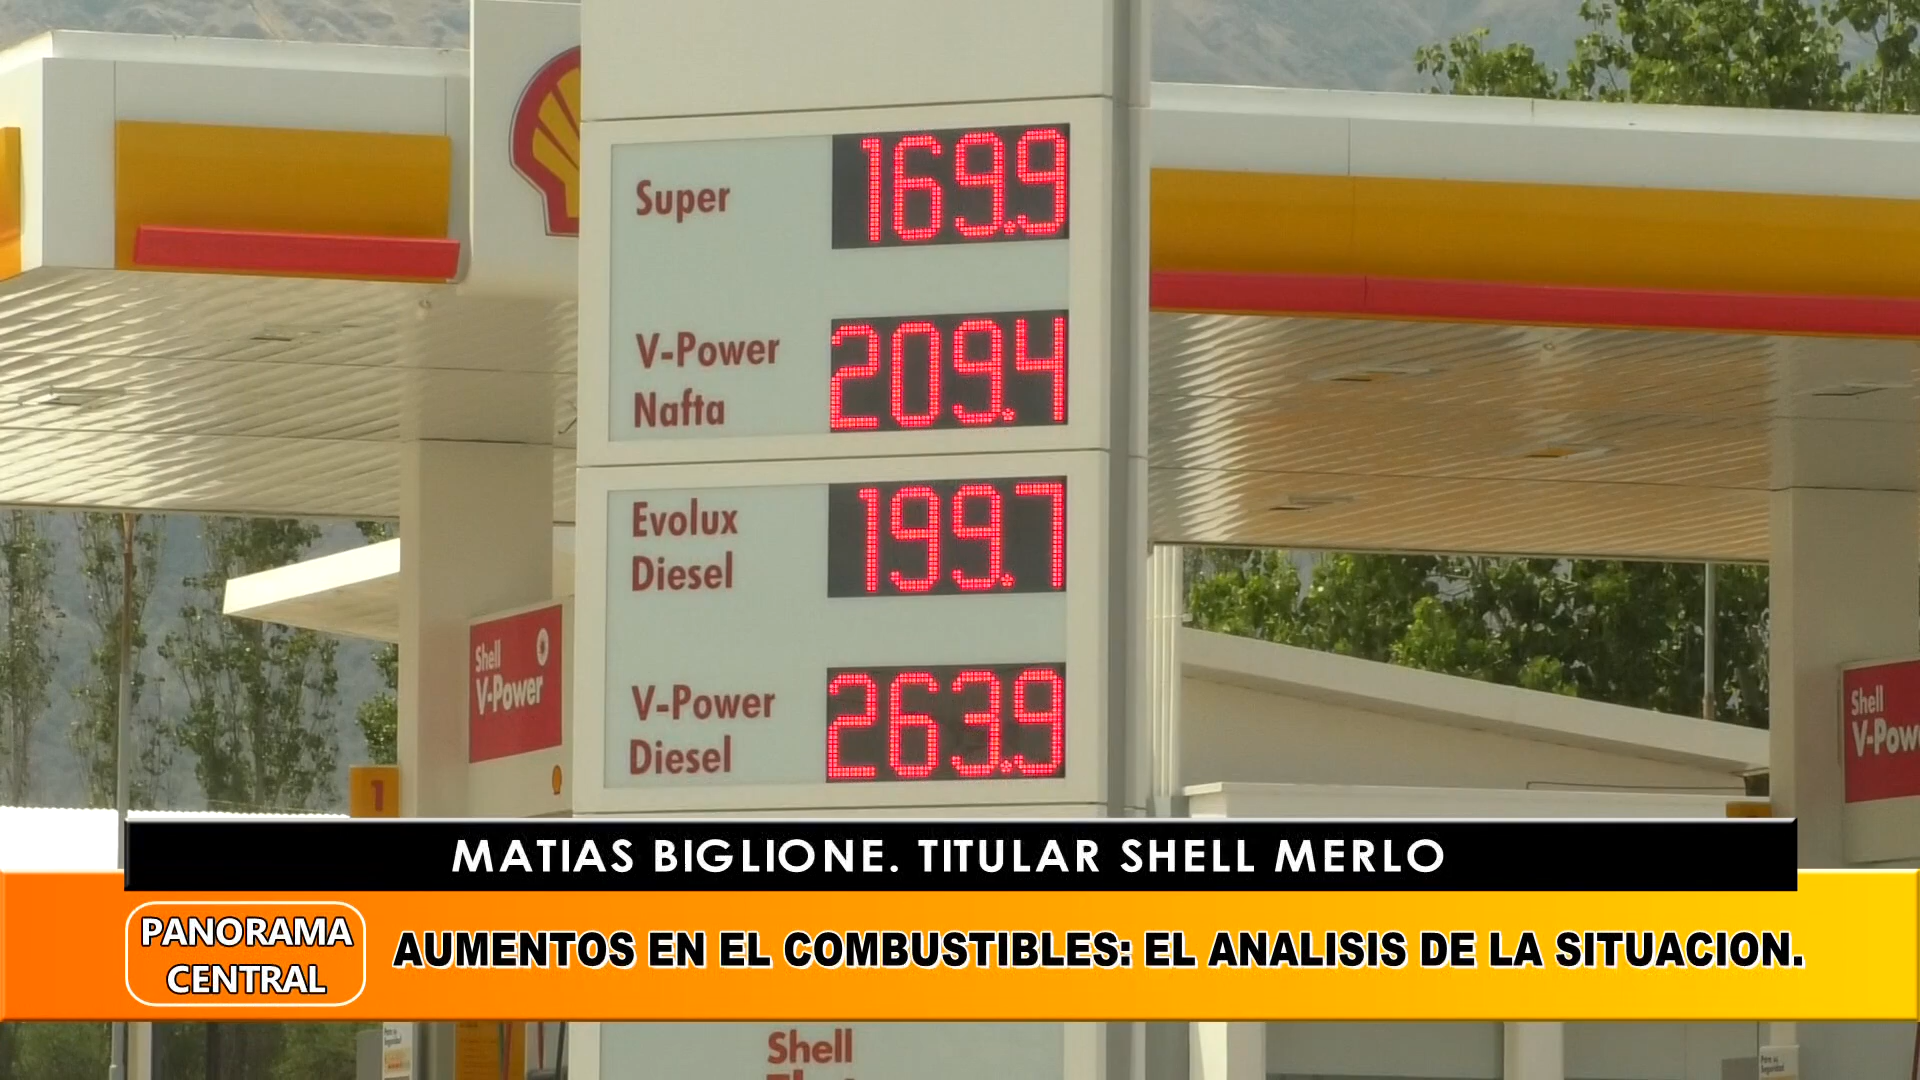 Super 169.9
V-Power
Nafta
209.4
Evolux
Diesel
199.7
V-Power
Diesel
263.9
Shell
V-Power
1
Shell
V-Pow
MATIAS BIGLIONE. TITULAR SHELL MERLO
PANORAMA
CENTRAL
AUMENTOS EN EL COMBUSTIBLES: EL ANALISIS DE LA SITUACION.
Shell